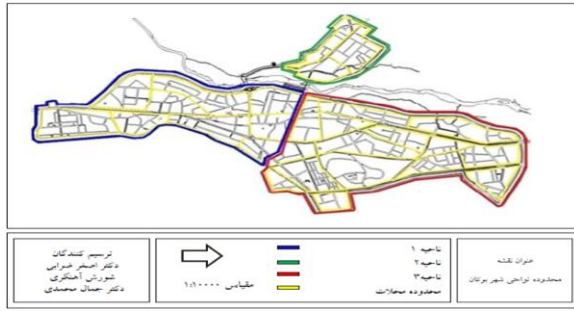 عنوان نقشه
محدوده نواحی شهر بوکان
ناحیه ۱
ناحیه ۲
ناحیه ۳
محدوده محلات
مقیاس ۱:۱۰۰۰۰
ترسیم کنندگان
دکتر اصغر ضرابی
شورش آهنگری
دکتر جمال محمدی